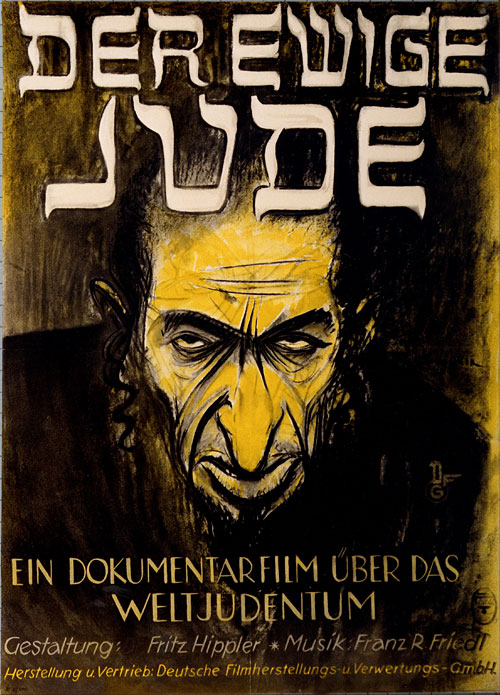 DER EWIGE
JUDE
DFG
EIN DOKUMENTARFILM ÜBER DAS
WELTJUDENTUM
Gestaltung: Fritz Hippler * Musik: Franz R. Friedl
Herstellung u. Vertrieb: Deutsche Filmherstellungs- u. Verwertungs- GmbH.